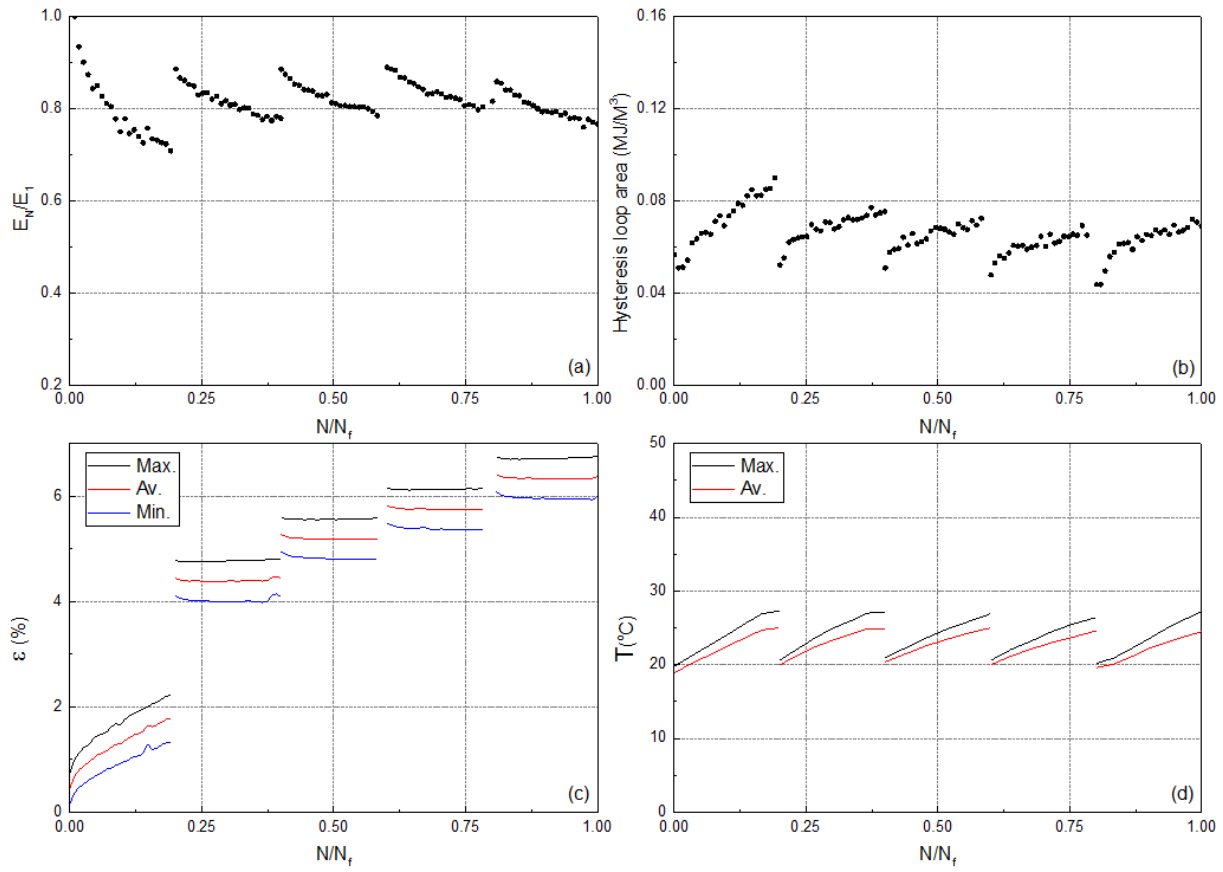 1.0
0.8
0.6
0.4
0.2
E_N/E_1
0.00
0.25
0.50
0.75
1.00
N/N_f
(a)
0.16
0.12
0.08
0.04
0.00
Hysteresis loop area (MJ/M³)
0.00
0.25
0.50
0.75
1.00
N/N_f
(b)
Max.
Av.
Min.
6
4
2
0
ε (%)
0.00
0.25
0.50
0.75
1.00
N/N_f
(c)
Max.
Av.
50
40
30
20
10
0
T(ºC)
0.00
0.25
0.50
0.75
1.00
N/N_f
(d)